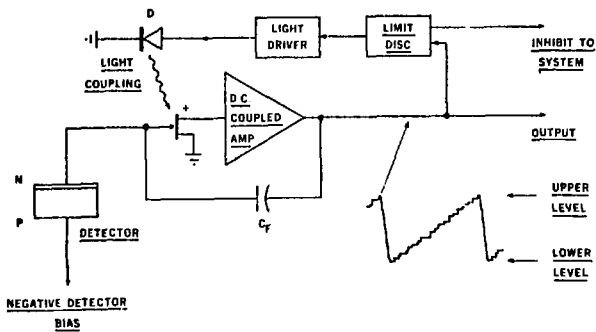 D
LIGHT
DRIVER
LIMIT
DISC
INHIBIT TO
SYSTEM
LIGHT
COUPLING
+
DC
COUPLED
AMP
OUTPUT
N
P
DETECTOR
CF
UPPER
LEVEL
LOWER
LEVEL
NEGATIVE DETECTOR
BIAS